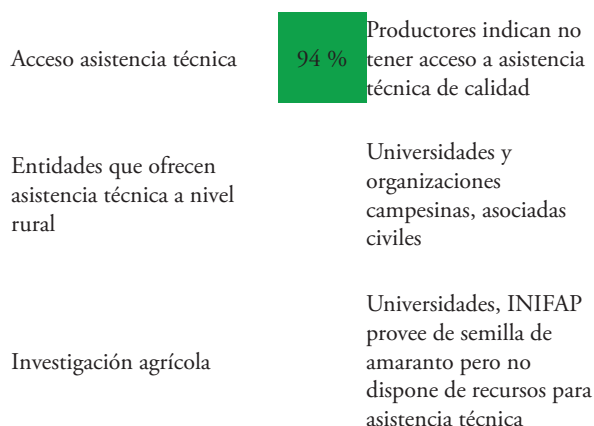 Acceso asistencia técnica
94 %
Productores indican no
tener acceso a asistencia
técnica de calidad
Entidades que ofrecen
asistencia técnica a nivel
rural
Universidades y
organizaciones
campesinas, asociadas
civiles
Investigación agrícola
Universidades, INIFAP
provee de semilla de
amaranto pero no
dispone de recursos para
asistencia técnica